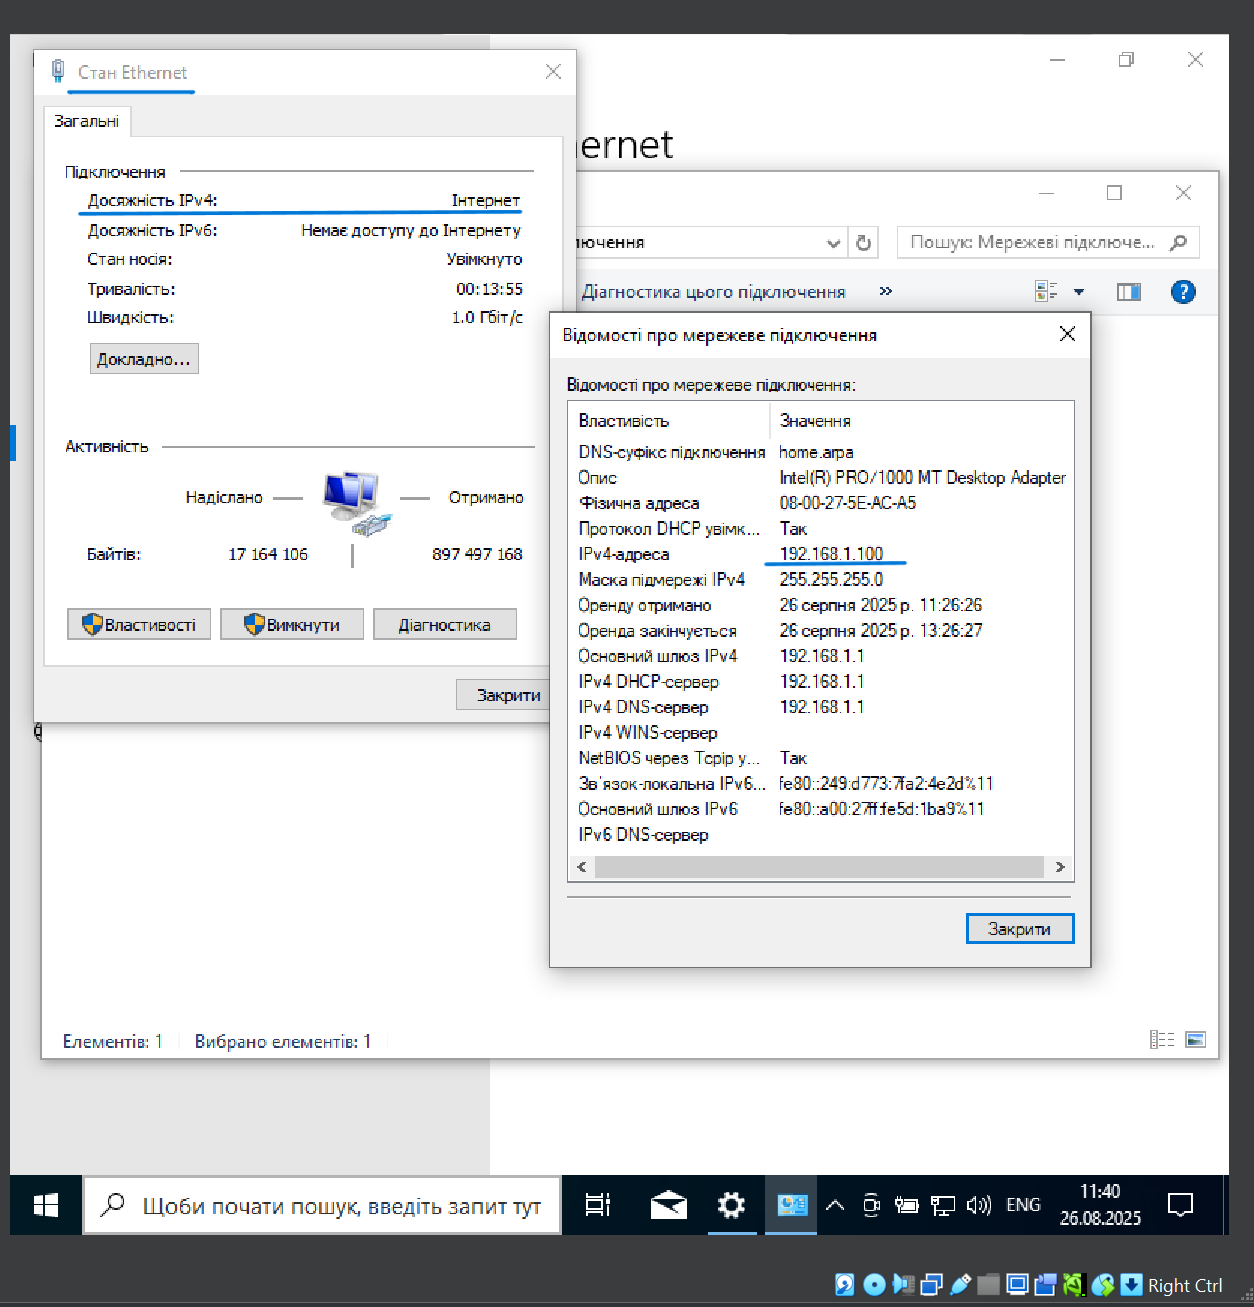 Стан Ethernet
Загальні
Підключення
Досяжність IPv4: Інтернет
Досяжність IPv6: Немає доступу до Інтернету
Стан носія: Увімкнуто
Тривалість: 00:13:55
Швидкість: 1.0 Гбіт/с
Докладно...
Активність
Надіслано Отримано
Байтів: 17 164 106 897 497 168
Властивості Вимкнути Діагностика
Закрити
ernet
лючення
Пошук: Мережеві підключе...
Діагностика цього підключення »
Відомості про мережеве підключення
Відомості про мережеве підключення:
Властивість Значення
DNS-суфікс підключення home.arpa
Опис Intel(R) PRO/1000 MT Desktop Adapter
Фізична адреса 08-00-27-5E-AC-A5
Протокол DHCP увімк... Так
IPv4-адреса 192.168.1.100
Маска підмережі IPv4 255.255.255.0
Оренду отримано 26 серпня 2025 р. 11:26:26
Оренда закінчується 26 серпня 2025 р. 13:26:27
Основний шлюз IPv4 192.168.1.1
IPv4 DHCP-сервер 192.168.1.1
IPv4 DNS-сервер 192.168.1.1
IPv4 WINS-сервер
NetBIOS через Tcpip у... Так
Зв'язок-локальна IPv6... fe80::249:d773:7fa2:4e2d%11
Основний шлюз IPv6 fe80::a00:27ff:fe5d:1ba9%11
IPv6 DNS-сервер
Закрити
Елементів: 1 Вибрано елементів: 1
Щоби почати пошук, введіть запит тут
ENG
11:40
26.08.2025
Right Ctrl